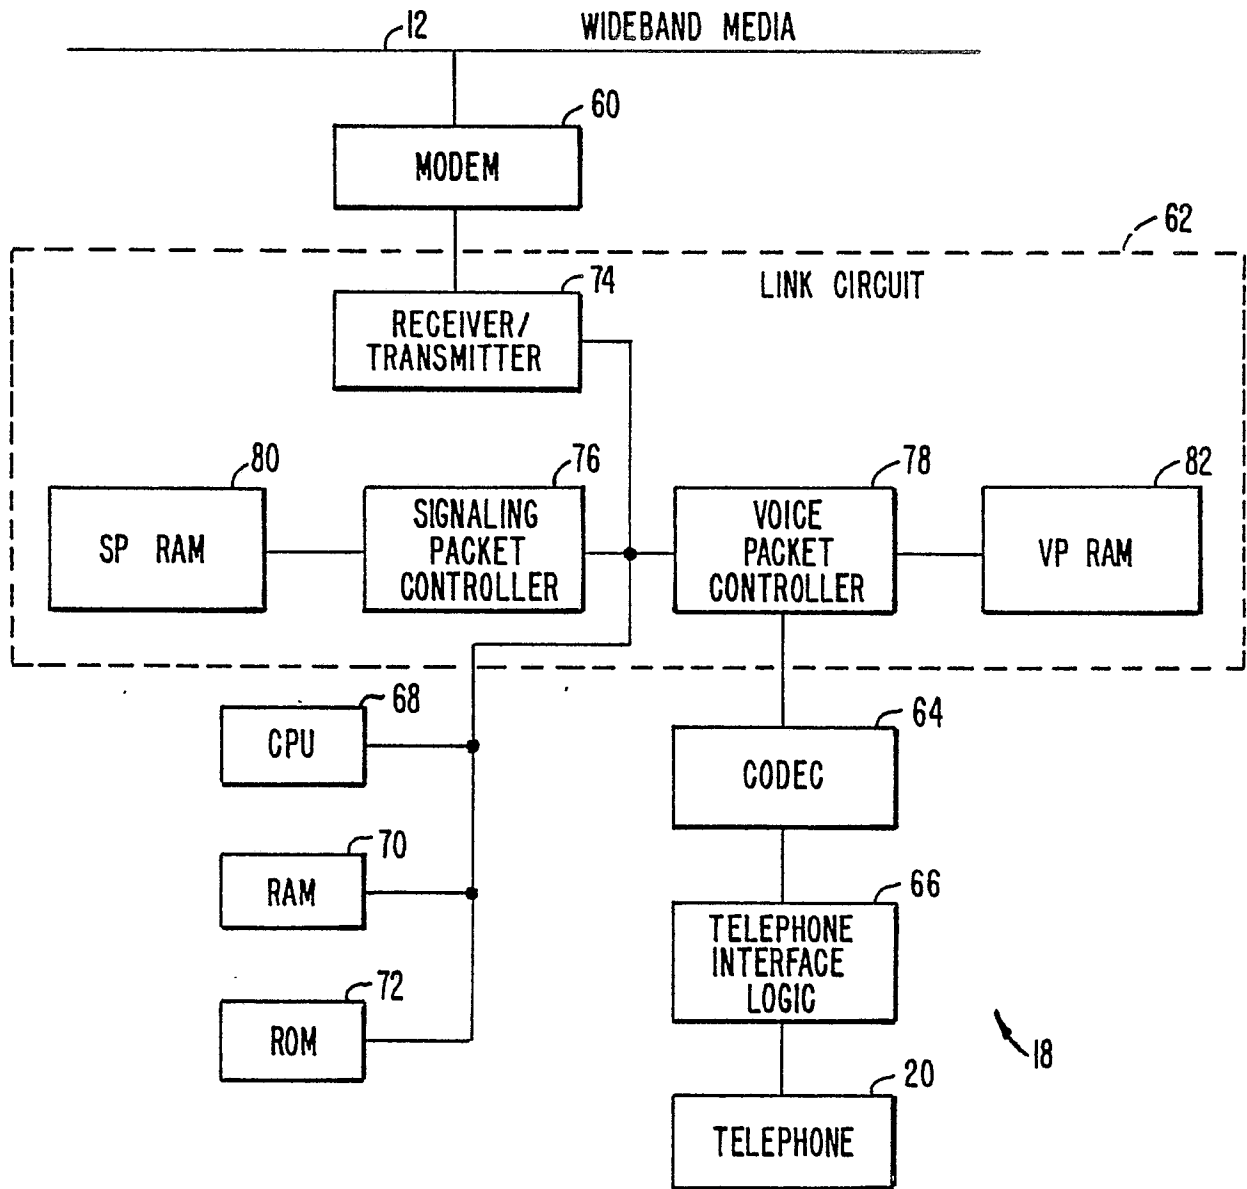 12 WIDEBAND MEDIA
60
MODEM
62
74 LINK CIRCUIT
RECEIVER/
TRANSMITTER
80 76 78 82
SP RAM
SIGNALING
PACKET
CONTROLLER
VOICE
PACKET
CONTROLLER
VP RAM
68
CPU
64
CODEC
70
RAM
66
TELEPHONE
INTERFACE
LOGIC
72
ROM
18
20
TELEPHONE